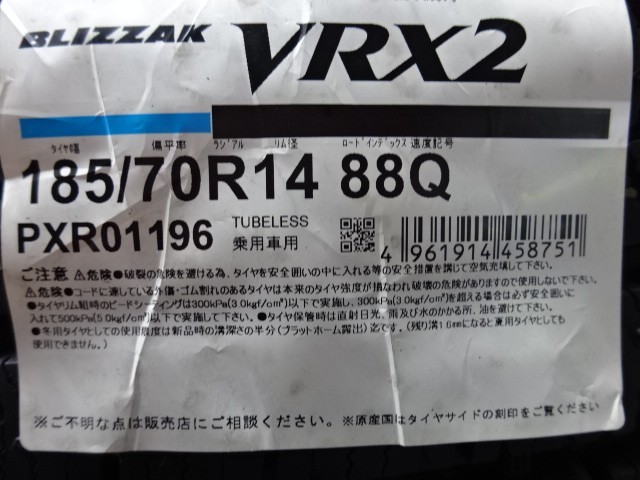 BLIZZAK VRX2
タイヤ幅 偏平率 ラジアル リム径 ロードインデックス 速度記号
185/70R14 88Q
PXR01196 TUBELESS
乗用車用
4 961914 458751
ご注意 ⚠危険●破裂の危険を避ける為、タイヤを安全囲いの中に入れる等の安全措置を講じて空気充填して下さい。
⚠危険●コードに達している外傷・ゴム割れのあるタイヤは本来のタイヤ強度が損なわれ破壊の危険がありますので使用しないで下さい。
●タイヤリム組時のビードシーティングは300kPa(3.0kgf/cm²)以下で実施し、300kPa(3.0kgf/cm²)を超える場合は必ず安全囲いに
入れて500kPa(5.0kgf/cm²)以下で実施して下さい。●タイヤ保管時は直射日光、雨及び水のかかる所、油を避けて下さい。
●冬用タイヤとしての使用限度は新品時の溝深さの半分(プラットホーム露出)迄です。(残り溝1.6mmになると夏用タイヤとしても
使用できません。)
※ご不明な点は販売店にご相談ください。 ※原産国はタイヤサイドの刻印をご覧ください。